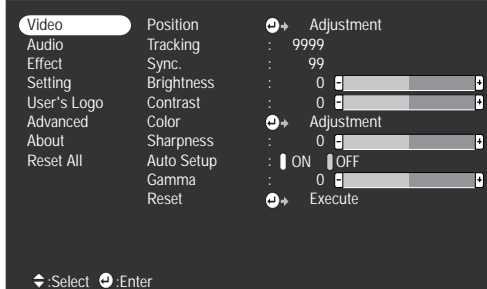 Video Position Adjustment
Audio Tracking : 9999
Effect Sync. : 99
Setting Brightness : 0 - +
User's Logo Contrast : 0 - +
Advanced Color Adjustment
About Sharpness : 0 - +
Reset All Auto Setup : ON OFF
Gamma : 0 - +
Reset Execute
:Select :Enter